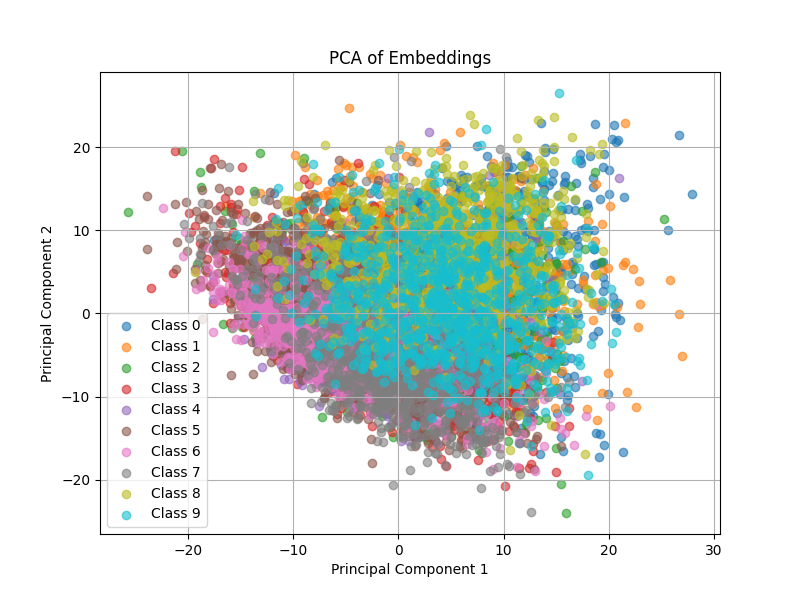 PCA of Embeddings
Principal Component 2
20
10
0
−10
−20
Class 0
Class 1
Class 2
Class 3
Class 4
Class 5
Class 6
Class 7
Class 8
Class 9
−20 −10 0 10 20 30
Principal Component 1